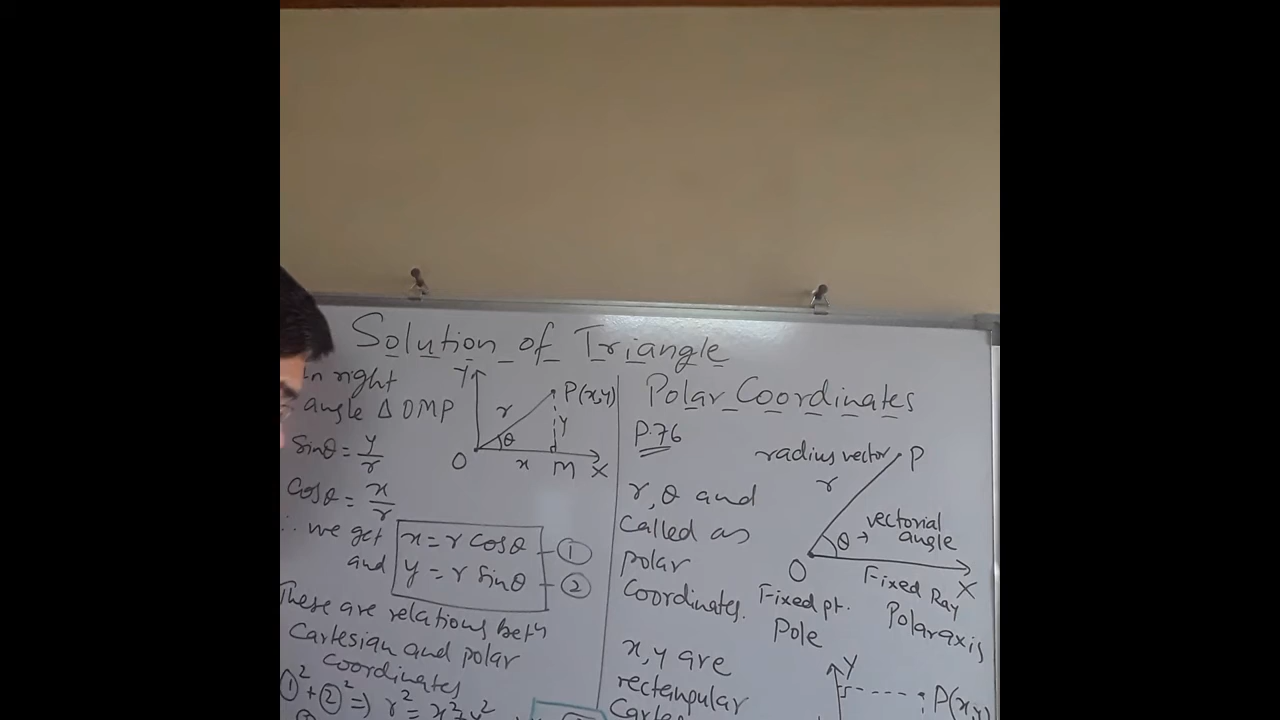 Solution of Triangle
In right
angle Δ OMP
sinθ = y/r
cosθ = x/r
∴ we get
and
x = r cosθ - ①
y = r sinθ - ②
These are relations betn
Cartesian and polar
coordinates
①² + ②² ⇒ r² = x² + y²
Y
P(x,y)
r
y
θ
O
x
M
X
Polar Coordinates
P.76
r, θ and
called as
polar
Coordinates.
x, y are
rectangular
radius vector
P
r
vectorial
θ → angle
O
X
Fixed pt.
Pole
Fixed Ray
Polar axis
Y
P(x,y)